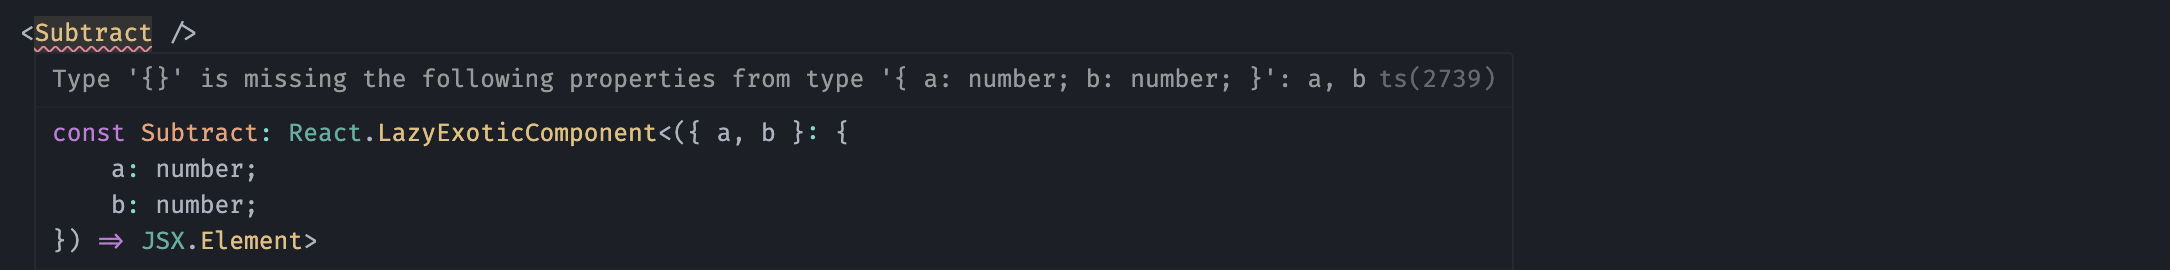 <Subtract />
Type '{}' is missing the following properties from type '{ a: number; b: number; }': a, b ts(2739)
const Subtract: React.LazyExoticComponent<({ a, b }: {
    a: number;
    b: number;
}) => JSX.Element>